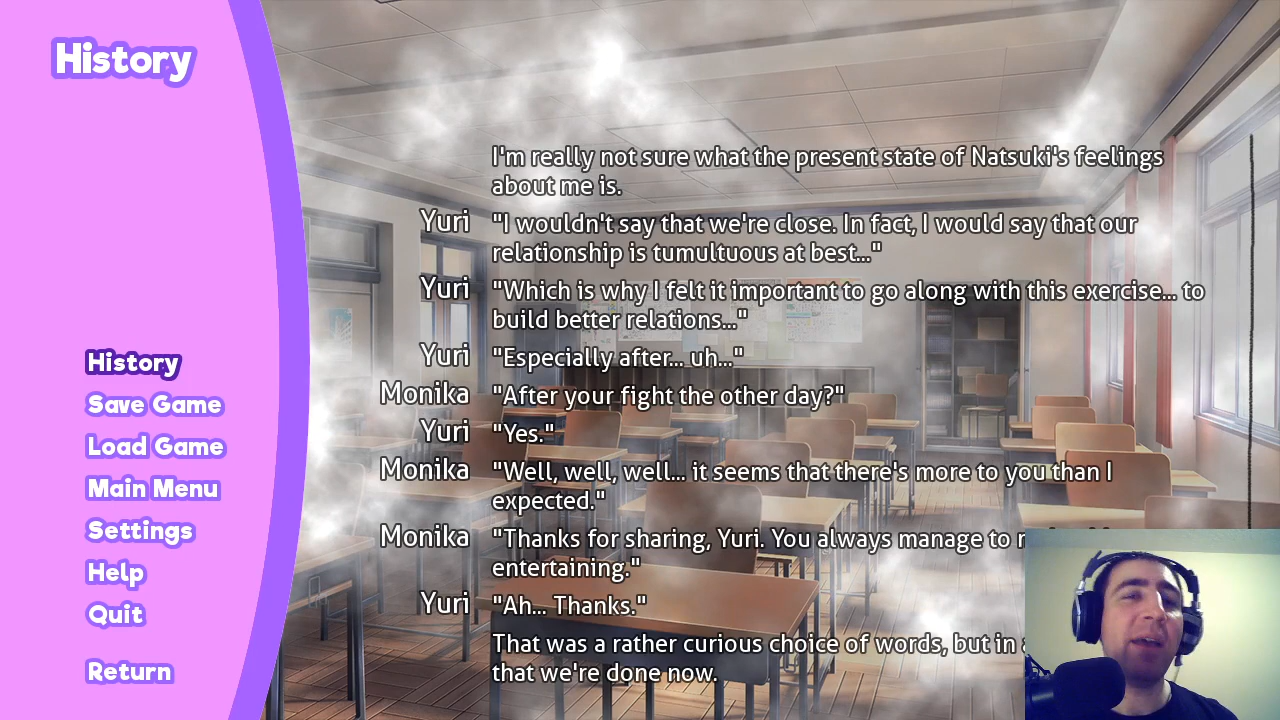 History
I'm really not sure what the present state of Natsuki's feelings
about me is.
Yuri "I wouldn't say that we're close. In fact, I would say that our
relationship is tumultuous at best..."
Yuri "Which is why I felt it important to go along with this exercise... to
build better relations..."
Yuri "Especially after... uh..."
Monika "After your fight the other day?"
Yuri "Yes."
Monika "Well, well, well... it seems that there's more to you than I
expected."
Monika "Thanks for sharing, Yuri. You always manage to
entertaining."
Yuri "Ah... Thanks."
That was a rather curious choice of words, but in
that we're done now.
History
Save Game
Load Game
Main Menu
Settings
Help
Quit
Return